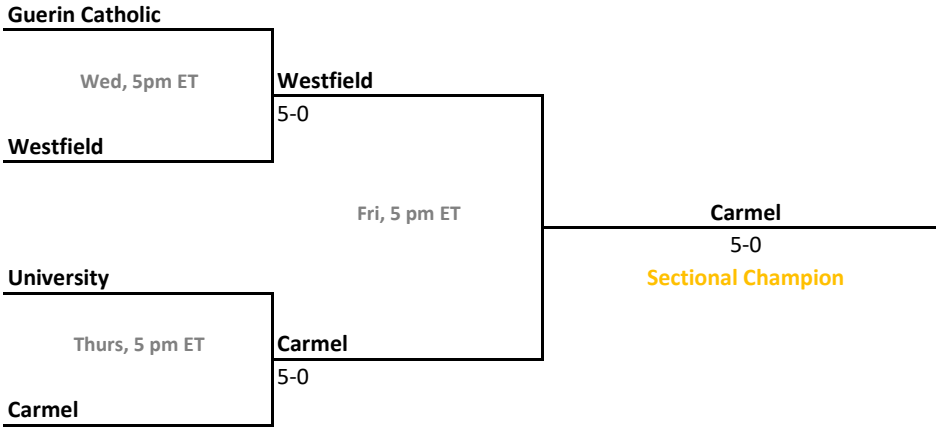 Guerin Catholic
Wed, 5pm ET
Westfield
5-0
Westfield
Fri, 5 pm ET
Carmel
5-0
Sectional Champion
University
Thurs, 5 pm ET
Carmel
5-0
Carmel